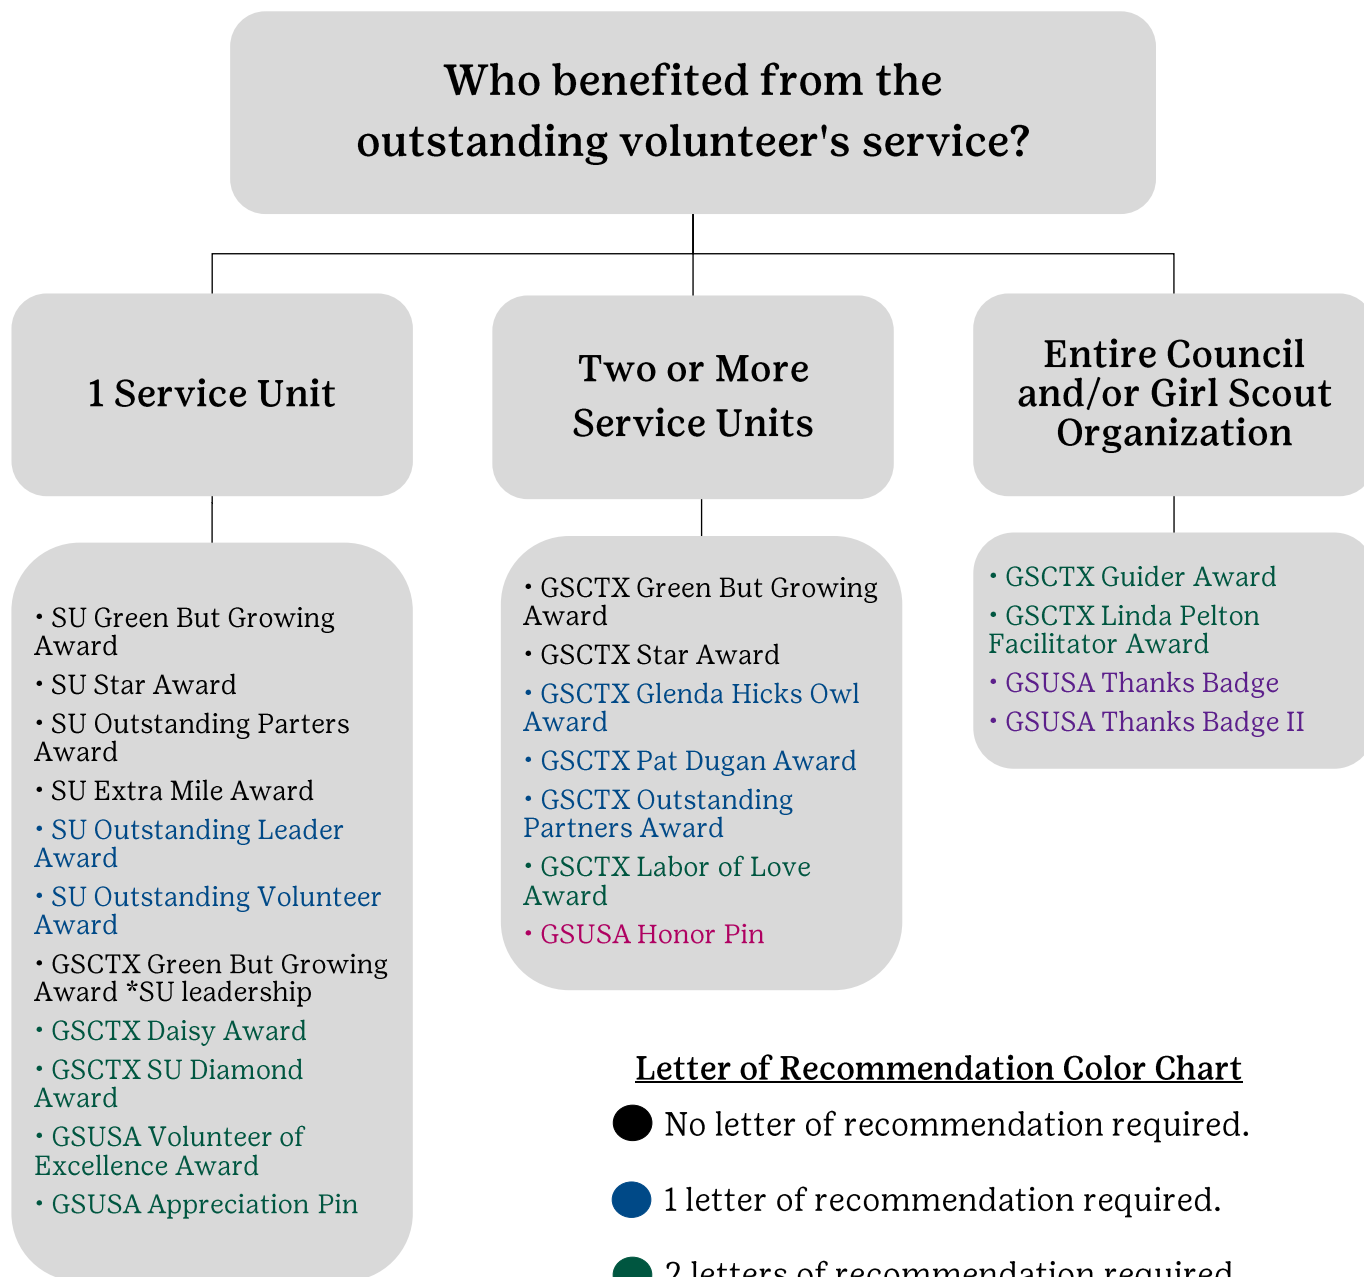 Who benefited from the
outstanding volunteer's service?
1 Service Unit
Two or More
Service Units
Entire Council
and/or Girl Scout
Organization
• SU Green But Growing
Award
• SU Star Award
• SU Outstanding Parters
Award
• SU Extra Mile Award
• SU Outstanding Leader
Award
• SU Outstanding Volunteer
Award
• GSCTX Green But Growing
Award *SU leadership
• GSCTX Daisy Award
• GSCTX SU Diamond
Award
• GSUSA Volunteer of
Excellence Award
• GSUSA Appreciation Pin
• GSCTX Green But Growing
Award
• GSCTX Star Award
• GSCTX Glenda Hicks Owl
Award
• GSCTX Pat Dugan Award
• GSCTX Outstanding
Partners Award
• GSCTX Labor of Love
Award
• GSUSA Honor Pin
• GSCTX Guider Award
• GSCTX Linda Pelton
Facilitator Award
• GSUSA Thanks Badge
• GSUSA Thanks Badge II
Letter of Recommendation Color Chart
No letter of recommendation required.
1 letter of recommendation required.
2 letters of recommendation required